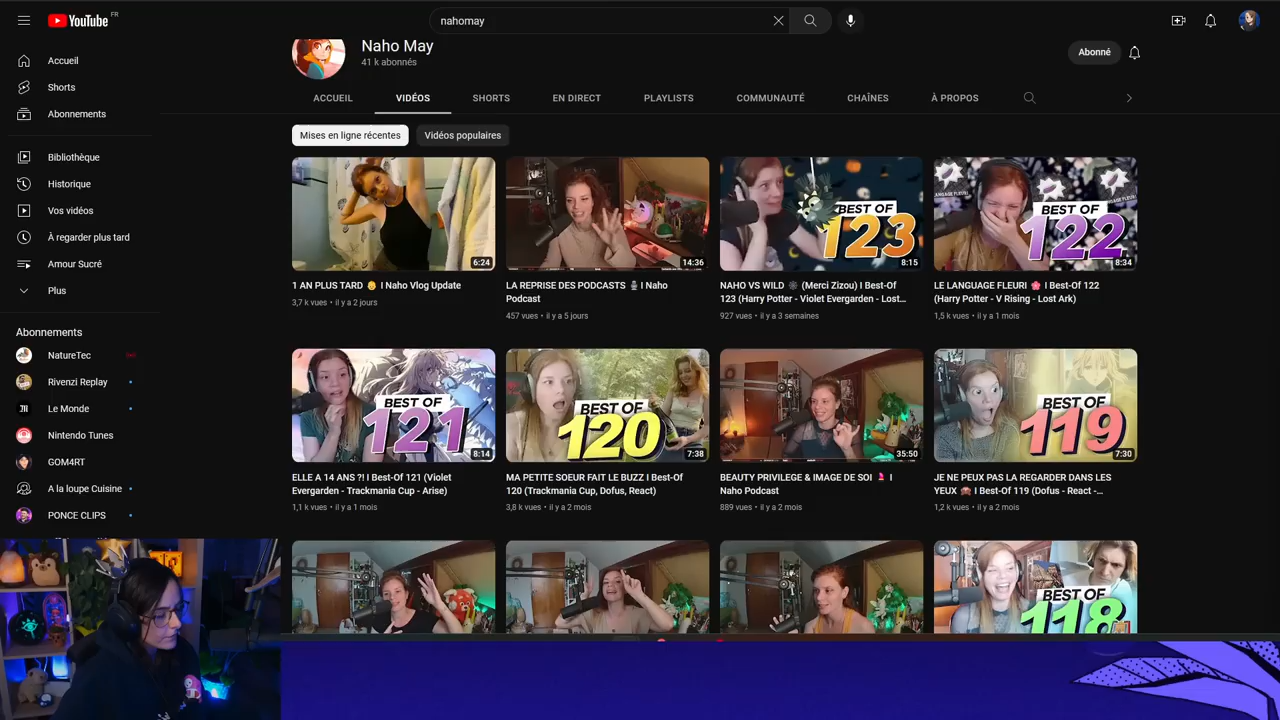 YouTube FR
nahomay
Naho May
41 k abonnés
Abonné
ACCUEIL
VIDÉOS
SHORTS
EN DIRECT
PLAYLISTS
COMMUNAUTÉ
CHAÎNES
À PROPOS
Mises en ligne récentes
Vidéos populaires
Accueil
Shorts
Abonnements
Bibliothèque
Historique
Vos vidéos
À regarder plus tard
Amour Sucré
Plus
Abonnements
NatureTec
Rivenzi Replay
Le Monde
Nintendo Tunes
GOM4RT
A la loupe Cuisine
PONCE CLIPS
6:24
1 AN PLUS TARD 👶 I Naho Vlog Update
3,7 k vues • il y a 2 jours
14:36
LA REPRISE DES PODCASTS 🎙️ I Naho
Podcast
457 vues • il y a 5 jours
BEST OF
123
8:15
NAHO VS WILD 🕷️ (Merci Zizou) I Best-Of
123 (Harry Potter - Violet Evergarden - Lost...
927 vues • il y a 3 semaines
LANGAGE FLEURI
BEST OF
122
8:34
LE LANGUAGE FLEURI 🌸 I Best-Of 122
(Harry Potter - V Rising - Lost Ark)
1,5 k vues • il y a 1 mois
BEST OF
121
8:14
ELLE A 14 ANS ?! I Best-Of 121 (Violet
Evergarden - Trackmania Cup - Arise)
1,1 k vues • il y a 1 mois
BEST OF
120
7:38
MA PETITE SOEUR FAIT LE BUZZ I Best-Of
120 (Trackmania Cup, Dofus, React)
3,8 k vues • il y a 2 mois
35:50
BEAUTY PRIVILEGE & IMAGE DE SOI 💄 I
Naho Podcast
889 vues • il y a 2 mois
BEST OF
119
7:30
JE NE PEUX PAS LA REGARDER DANS LES
YEUX 🙈 I Best-Of 119 (Dofus - React -...
1,2 k vues • il y a 2 mois
BEST OF
118